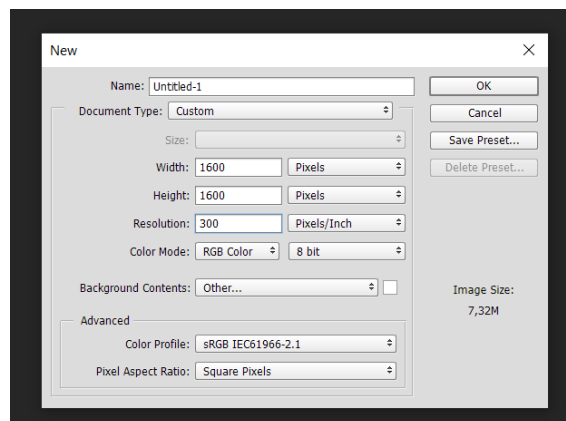 New
Name: Untitled-1
OK
Document Type: Custom
Cancel
Size:
Save Preset...
Width: 1600 Pixels
Delete Preset...
Height: 1600 Pixels
Resolution: 300 Pixels/Inch
Color Mode: RGB Color 8 bit
Background Contents: Other...
Image Size:
7,32M
Advanced
Color Profile: sRGB IEC61966-2.1
Pixel Aspect Ratio: Square Pixels